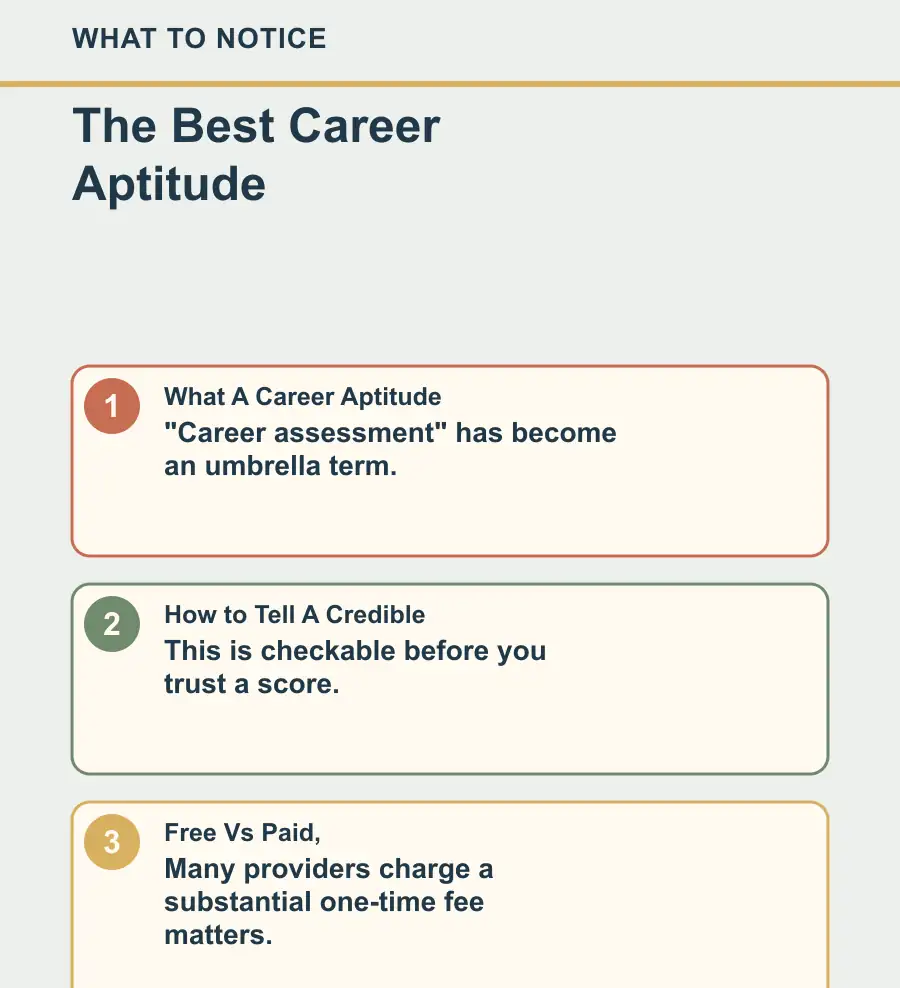 WHAT TO NOTICE
The Best Career
Aptitude
1
What A Career Aptitude
"Career assessment" has become
an umbrella term.
2
How to Tell A Credible
This is checkable before you
trust a score.
3
Free Vs Paid,
Many providers charge a
substantial one-time fee
matters.